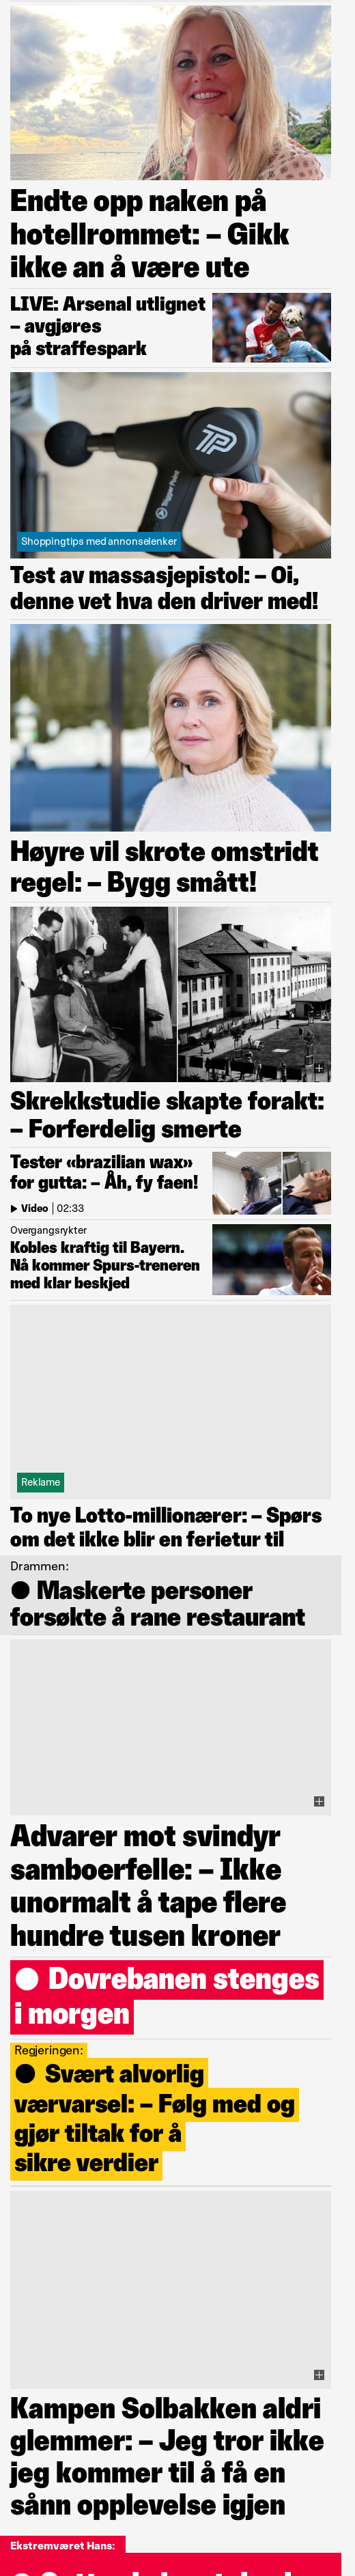 Endte opp naken på
hotellrommet: – Gikk
ikke an å være ute
LIVE: Arsenal utlignet
– avgjøres
på straffespark
TP
Trigger Point
Shoppingtips med annonselenker
Test av massasjepistol: – Oi,
denne vet hva den driver med!
Høyre vil skrote omstridt
regel: – Bygg smått!
Skrekkstudie skapte forakt:
– Forferdelig smerte
Tester «brazilian wax»
for gutta: – Åh, fy faen!
Video | 02:33
Overgangsrykter
Kobles kraftig til Bayern.
Nå kommer Spurs-treneren
med klar beskjed
Reklame
To nye Lotto-millionærer: – Spørs
om det ikke blir en ferietur til
Drammen:
● Maskerte personer
forsøkte å rane restaurant
Advarer mot svindyr
samboerfelle: – Ikke
unormalt å tape flere
hundre tusen kroner
● Dovrebanen stenges
i morgen
Regjeringen:
● Svært alvorlig
værvarsel: – Følg med og
gjør tiltak for å
sikre verdier
Kampen Solbakken aldri
glemmer: – Jeg tror ikke
jeg kommer til å få en
sånn opplevelse igjen
Ekstremværet Hans: